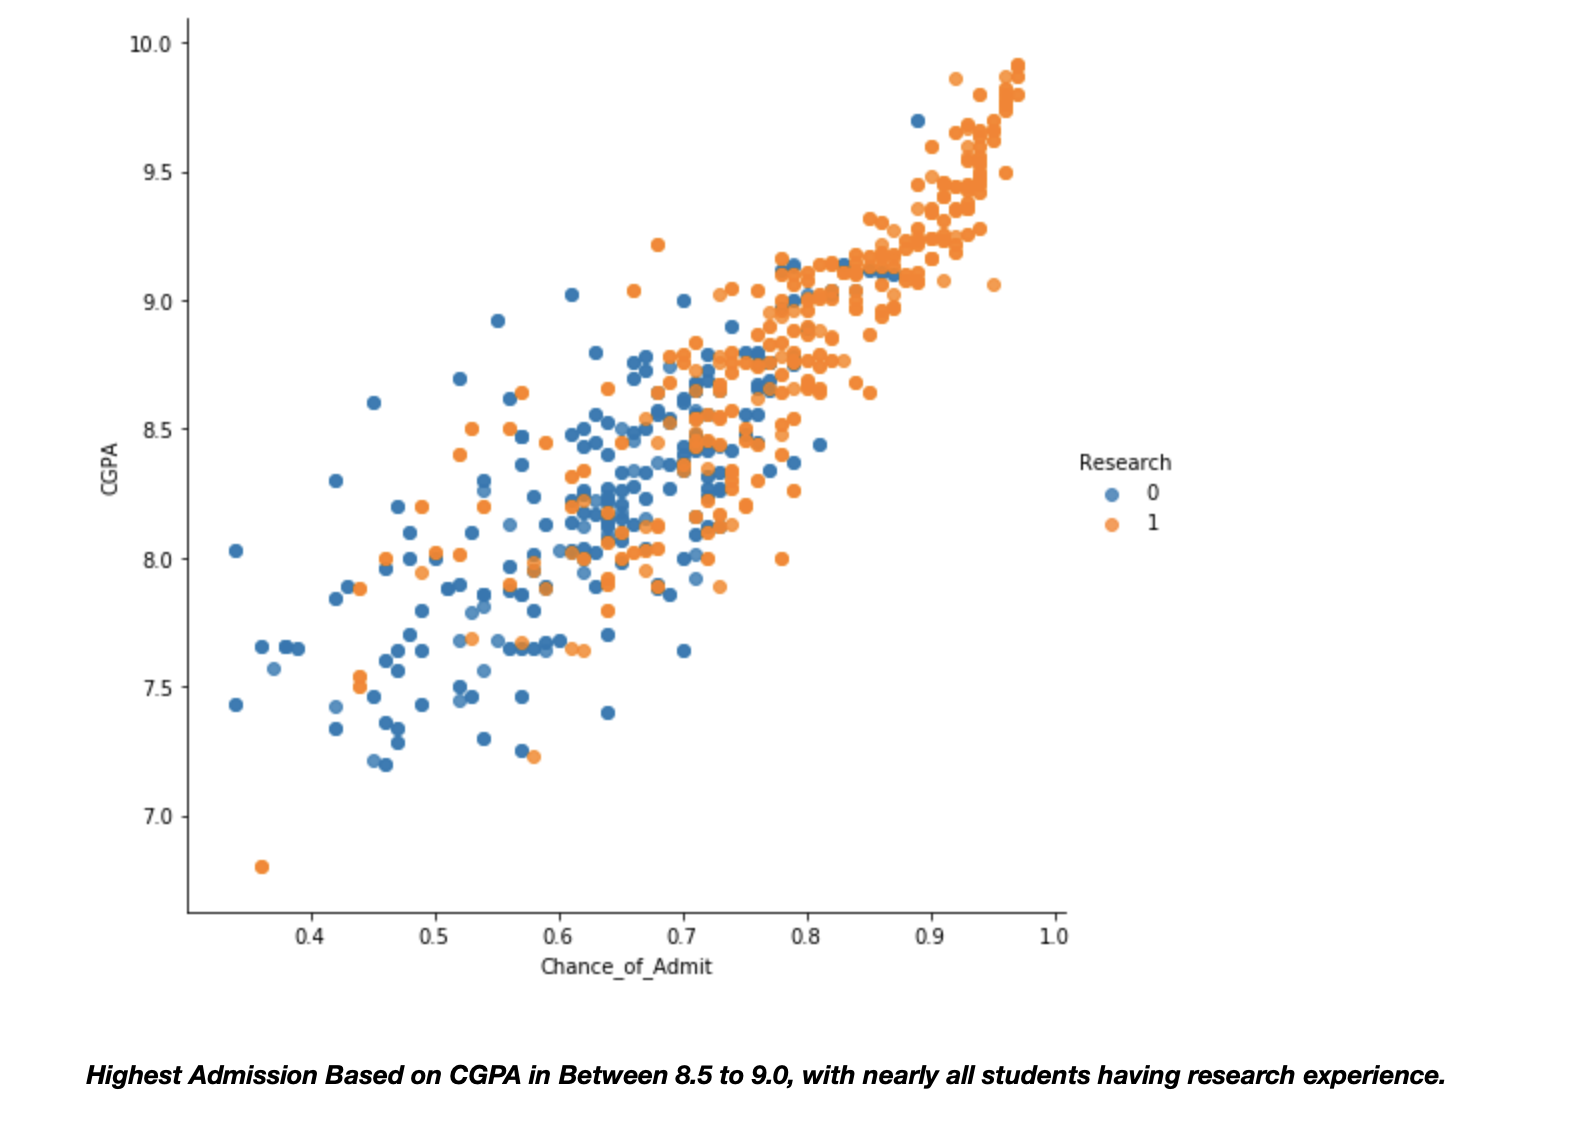 10.0
9.5
9.0
8.5
8.0
7.5
7.0
CGPA
0.4 0.5 0.6 0.7 0.8 0.9 1.0
Chance_of_Admit
Research
0
1
Highest Admission Based on CGPA in Between 8.5 to 9.0, with nearly all students having research experience.